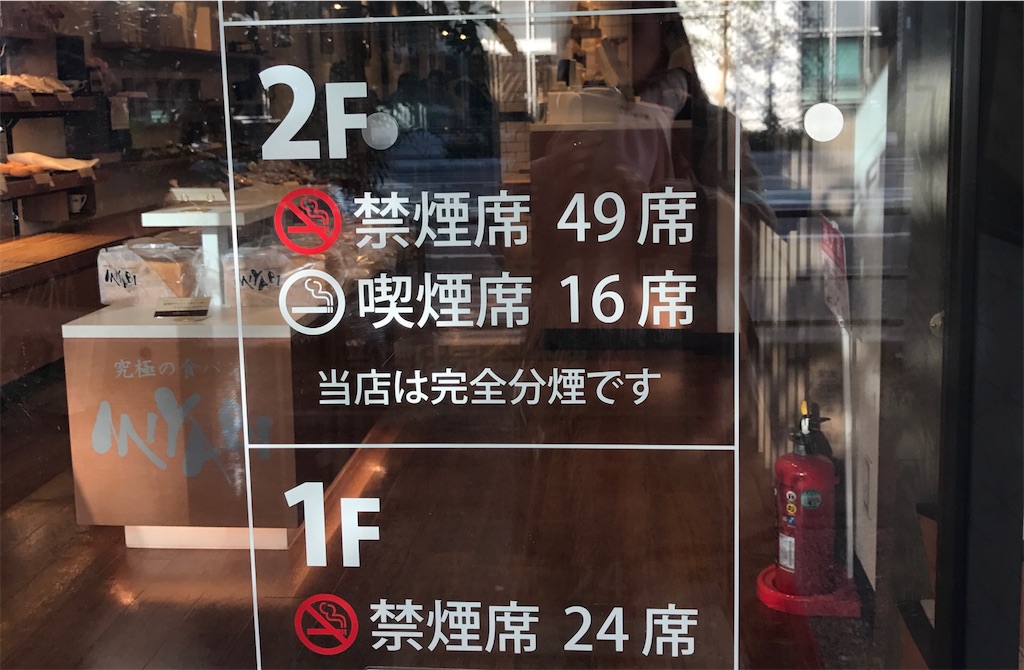 2F
禁煙席 49席
喫煙席 16席
当店は完全分煙です
1F
禁煙席 24席
究極の食パン
MIYABI